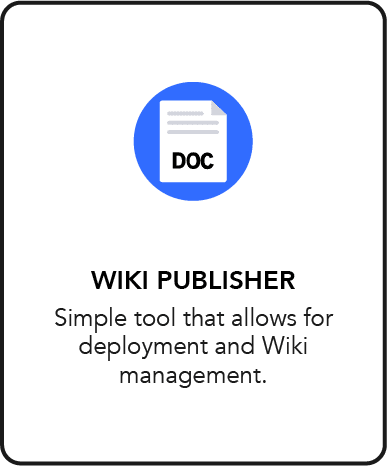 DOC
WIKI PUBLISHER
Simple tool that allows for
deployment and Wiki
management.